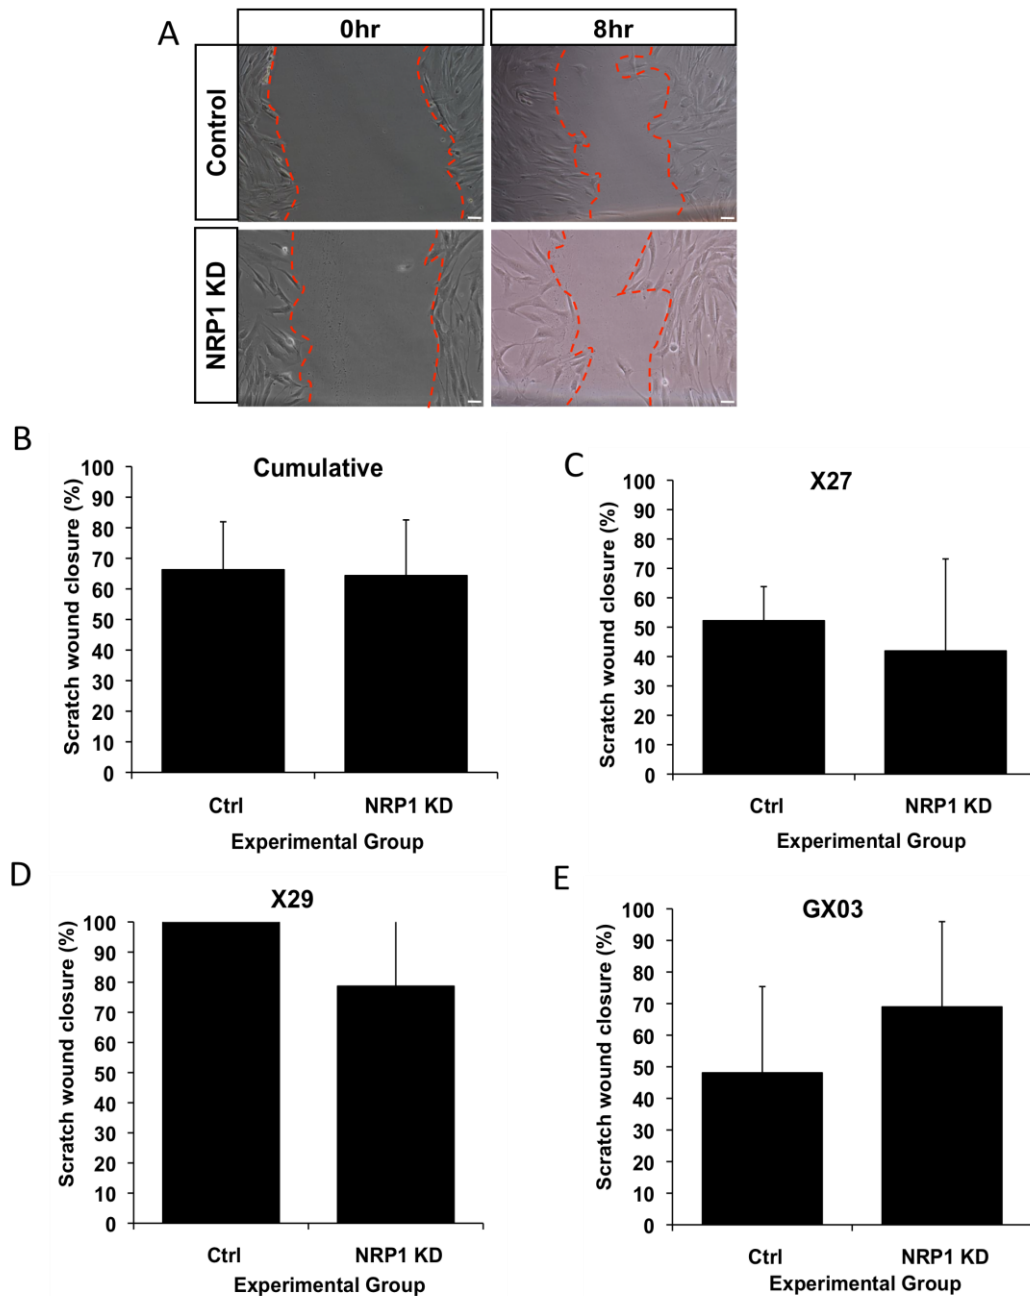 A
0hr
8hr
Control
NRP1 KD
B
Cumulative
Scratch wound closure (%)
100
90
80
70
60
50
40
30
20
10
0
Ctrl
NRP1 KD
Experimental Group
C
X27
Scratch wound closure (%)
100
90
80
70
60
50
40
30
20
10
0
Ctrl
NRP1 KD
Experimental Group
D
X29
Scratch wound closure (%)
100
90
80
70
60
50
40
30
20
10
0
Ctrl
NRP1 KD
Experimental Group
E
GX03
Scratch wound closure (%)
100
90
80
70
60
50
40
30
20
10
0
Ctrl
NRP1 KD
Experimental Group